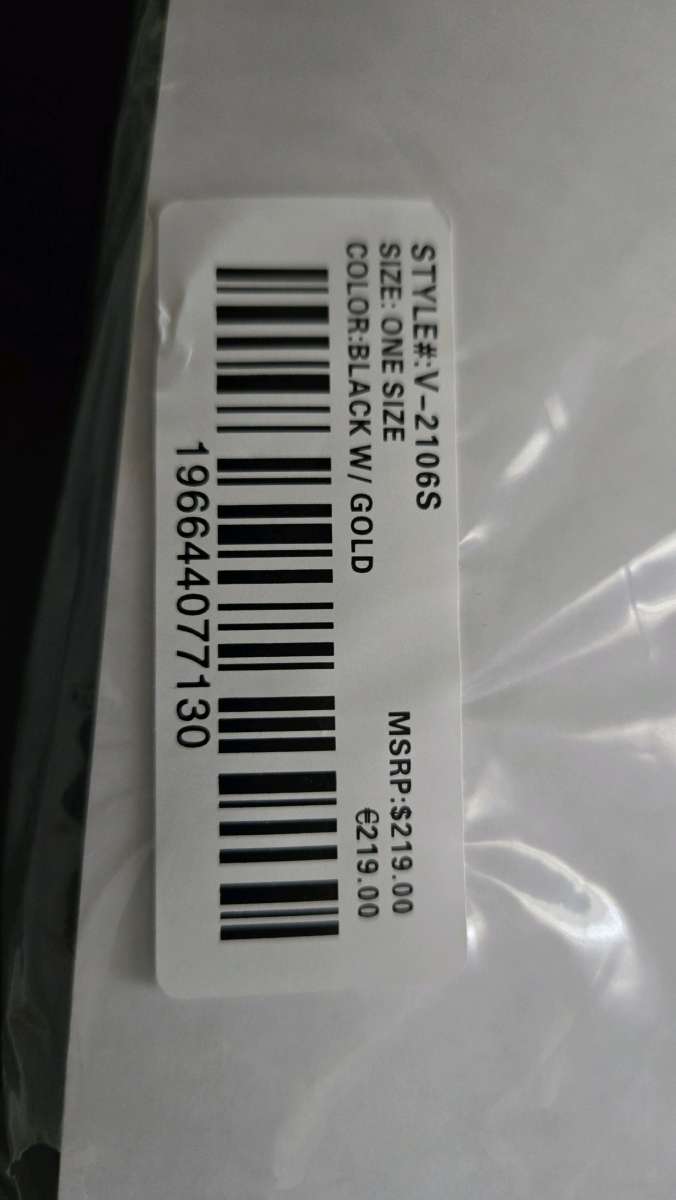 STYLE#:V-2106S
SIZE: ONE SIZE
MSRP:$219.00
COLOR:BLACK W/ GOLD
€219.00
196644077130